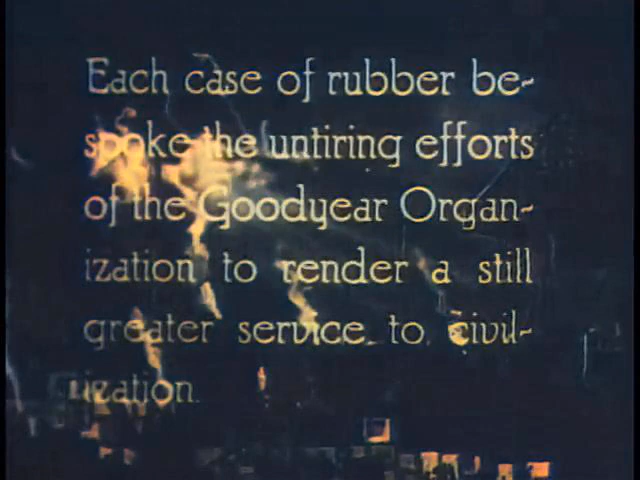 Each case of rubber be-
spoke the untiring efforts
of the Goodyear Organ-
ization to render a still
greater service to civil-
ization.